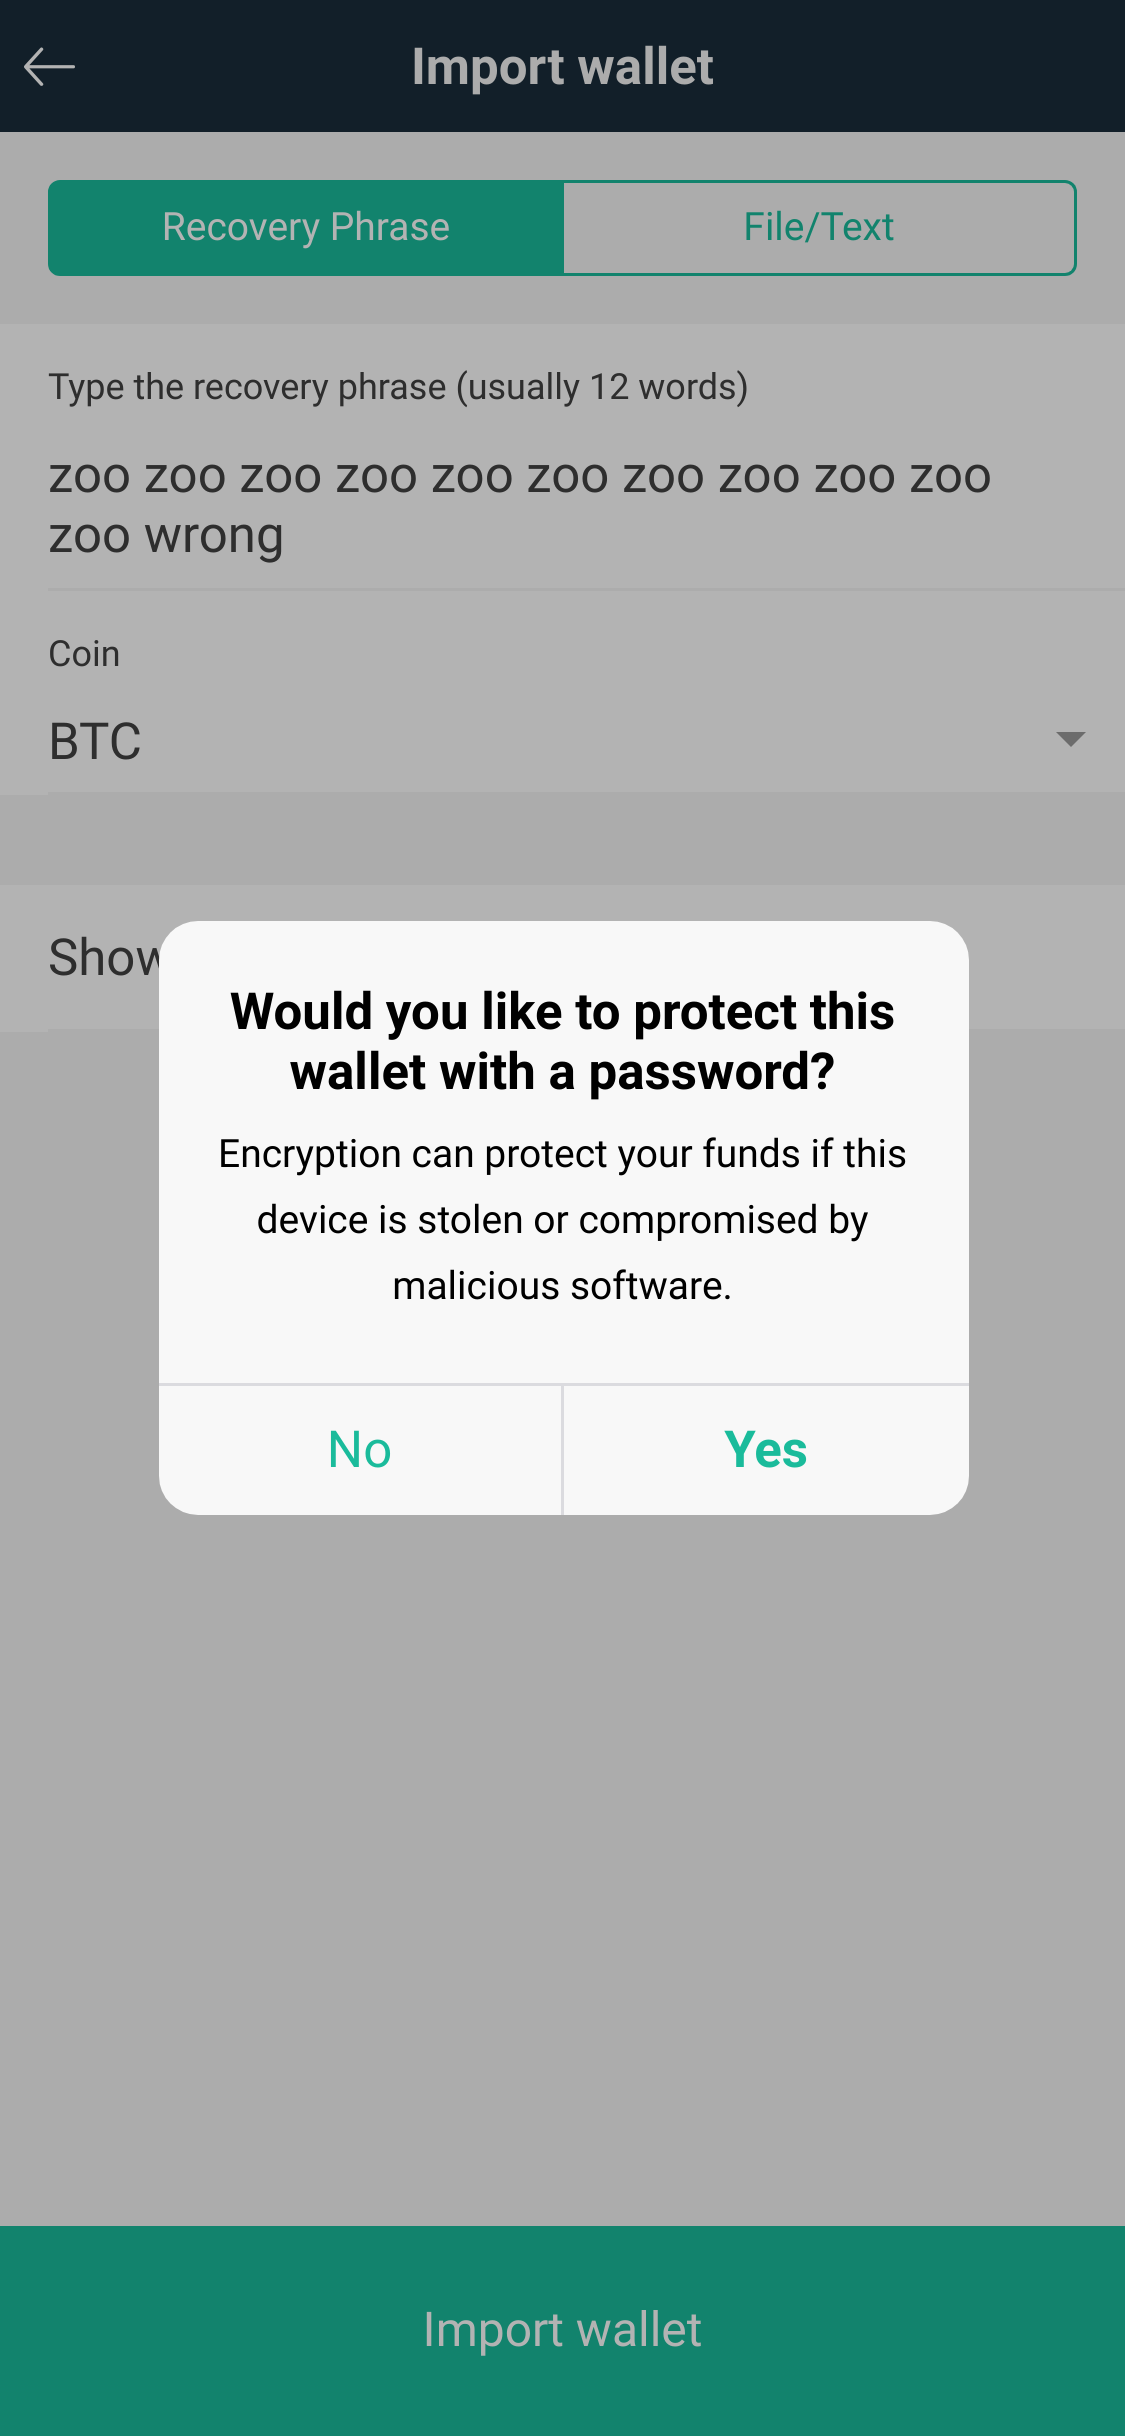 Import wallet
Recovery Phrase
File/Text
Type the recovery phrase (usually 12 words)
zoo zoo zoo zoo zoo zoo zoo zoo zoo zoo
zoo wrong
Coin
BTC
Show
Would you like to protect this
wallet with a password?
Encryption can protect your funds if this
device is stolen or compromised by
malicious software.
No
Yes
Import wallet